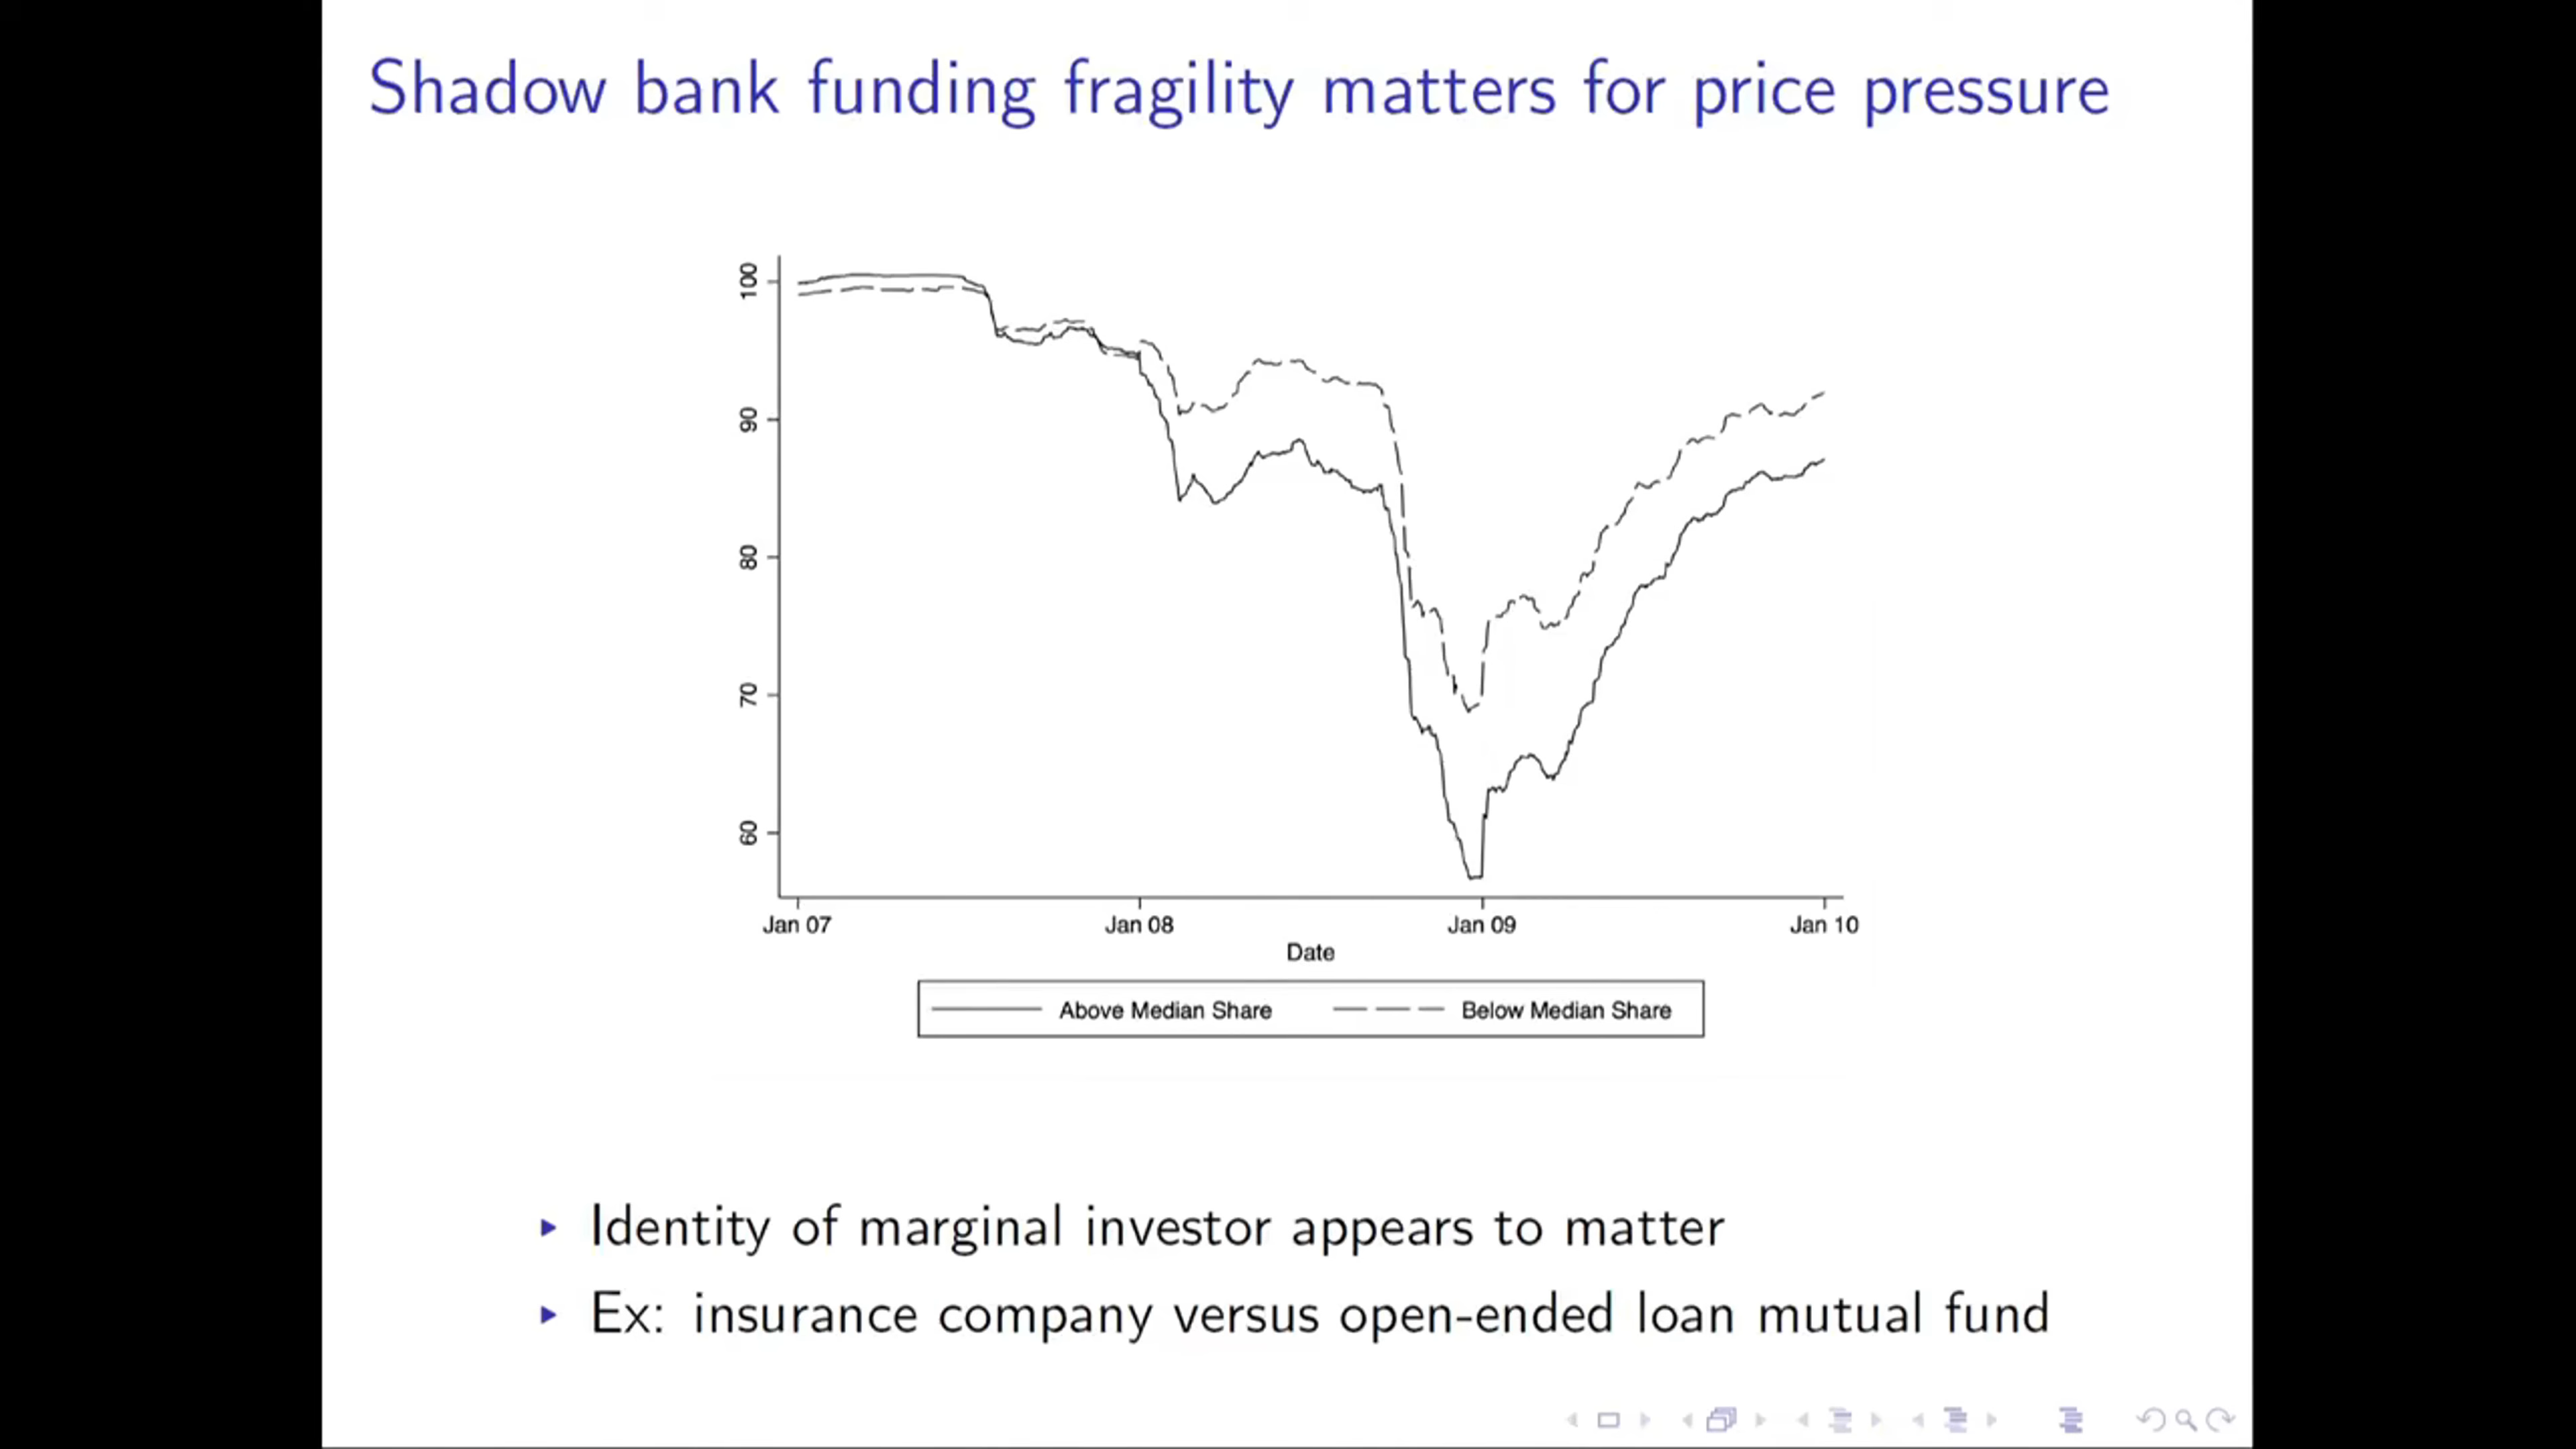 Shadow bank funding fragility matters for price pressure
100
90
80
70
60
Jan 07 Jan 08 Jan 09 Jan 10
Date
Above Median Share Below Median Share
Identity of marginal investor appears to matter
Ex: insurance company versus open-ended loan mutual fund